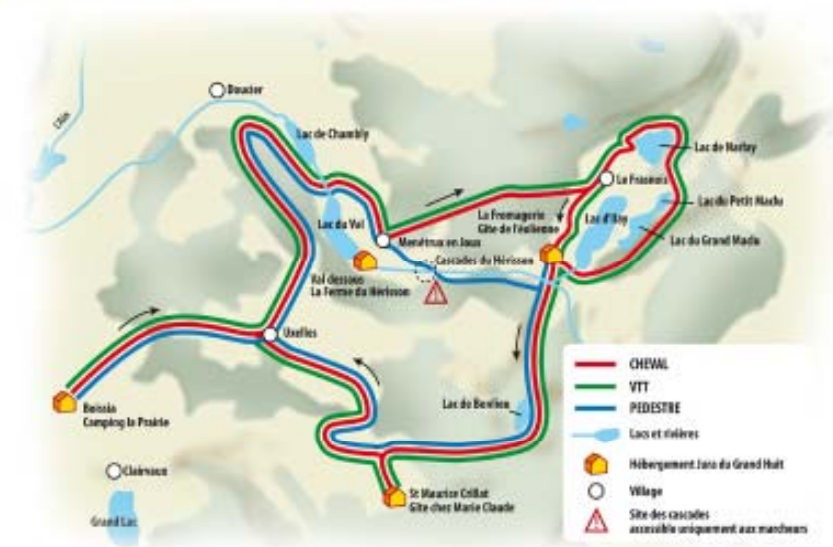 Doucier
L'Ain
Lac de Chambly
Lac de Narlay
Le Frasnois
Lac du Petit Maclu
La Fromagerie
Gîte de l'éolienne
Lac d'Ilay
Lac du Val
Menétrux en Joux
Lac du Grand Maclu
Cascades du Hérisson
Val dessous
La Ferme du Hérisson
Uxelles
CHEVAL
VTT
PEDESTRE
Lacs et rivières
Hébergement Jura du Grand Huit
Village
Site des cascades
accessible uniquement aux marcheurs
Lac de Bonlieu
Boissia
Camping la Prairie
Clairvaux
Grand Lac
St Maurice Crillat
Gîte chez Marie Claude